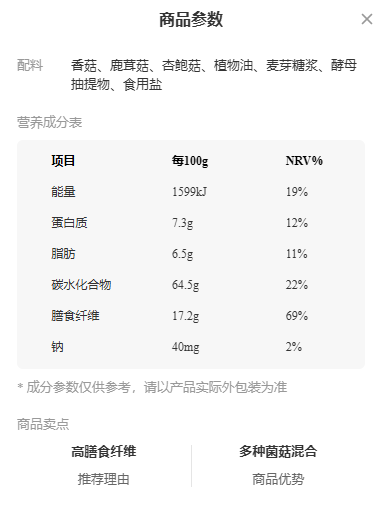 商品参数
配料 香菇、鹿茸菇、杏鲍菇、植物油、麦芽糖浆、酵母
抽提物、食用盐
营养成分表
项目 每100g NRV%
能量 1599kJ 19%
蛋白质 7.3g 12%
脂肪 6.5g 11%
碳水化合物 64.5g 22%
膳食纤维 17.2g 69%
钠 40mg 2%
* 成分参数仅供参考，请以产品实际外包装为准
商品卖点
高膳食纤维 多种菌菇混合
推荐理由 商品优势